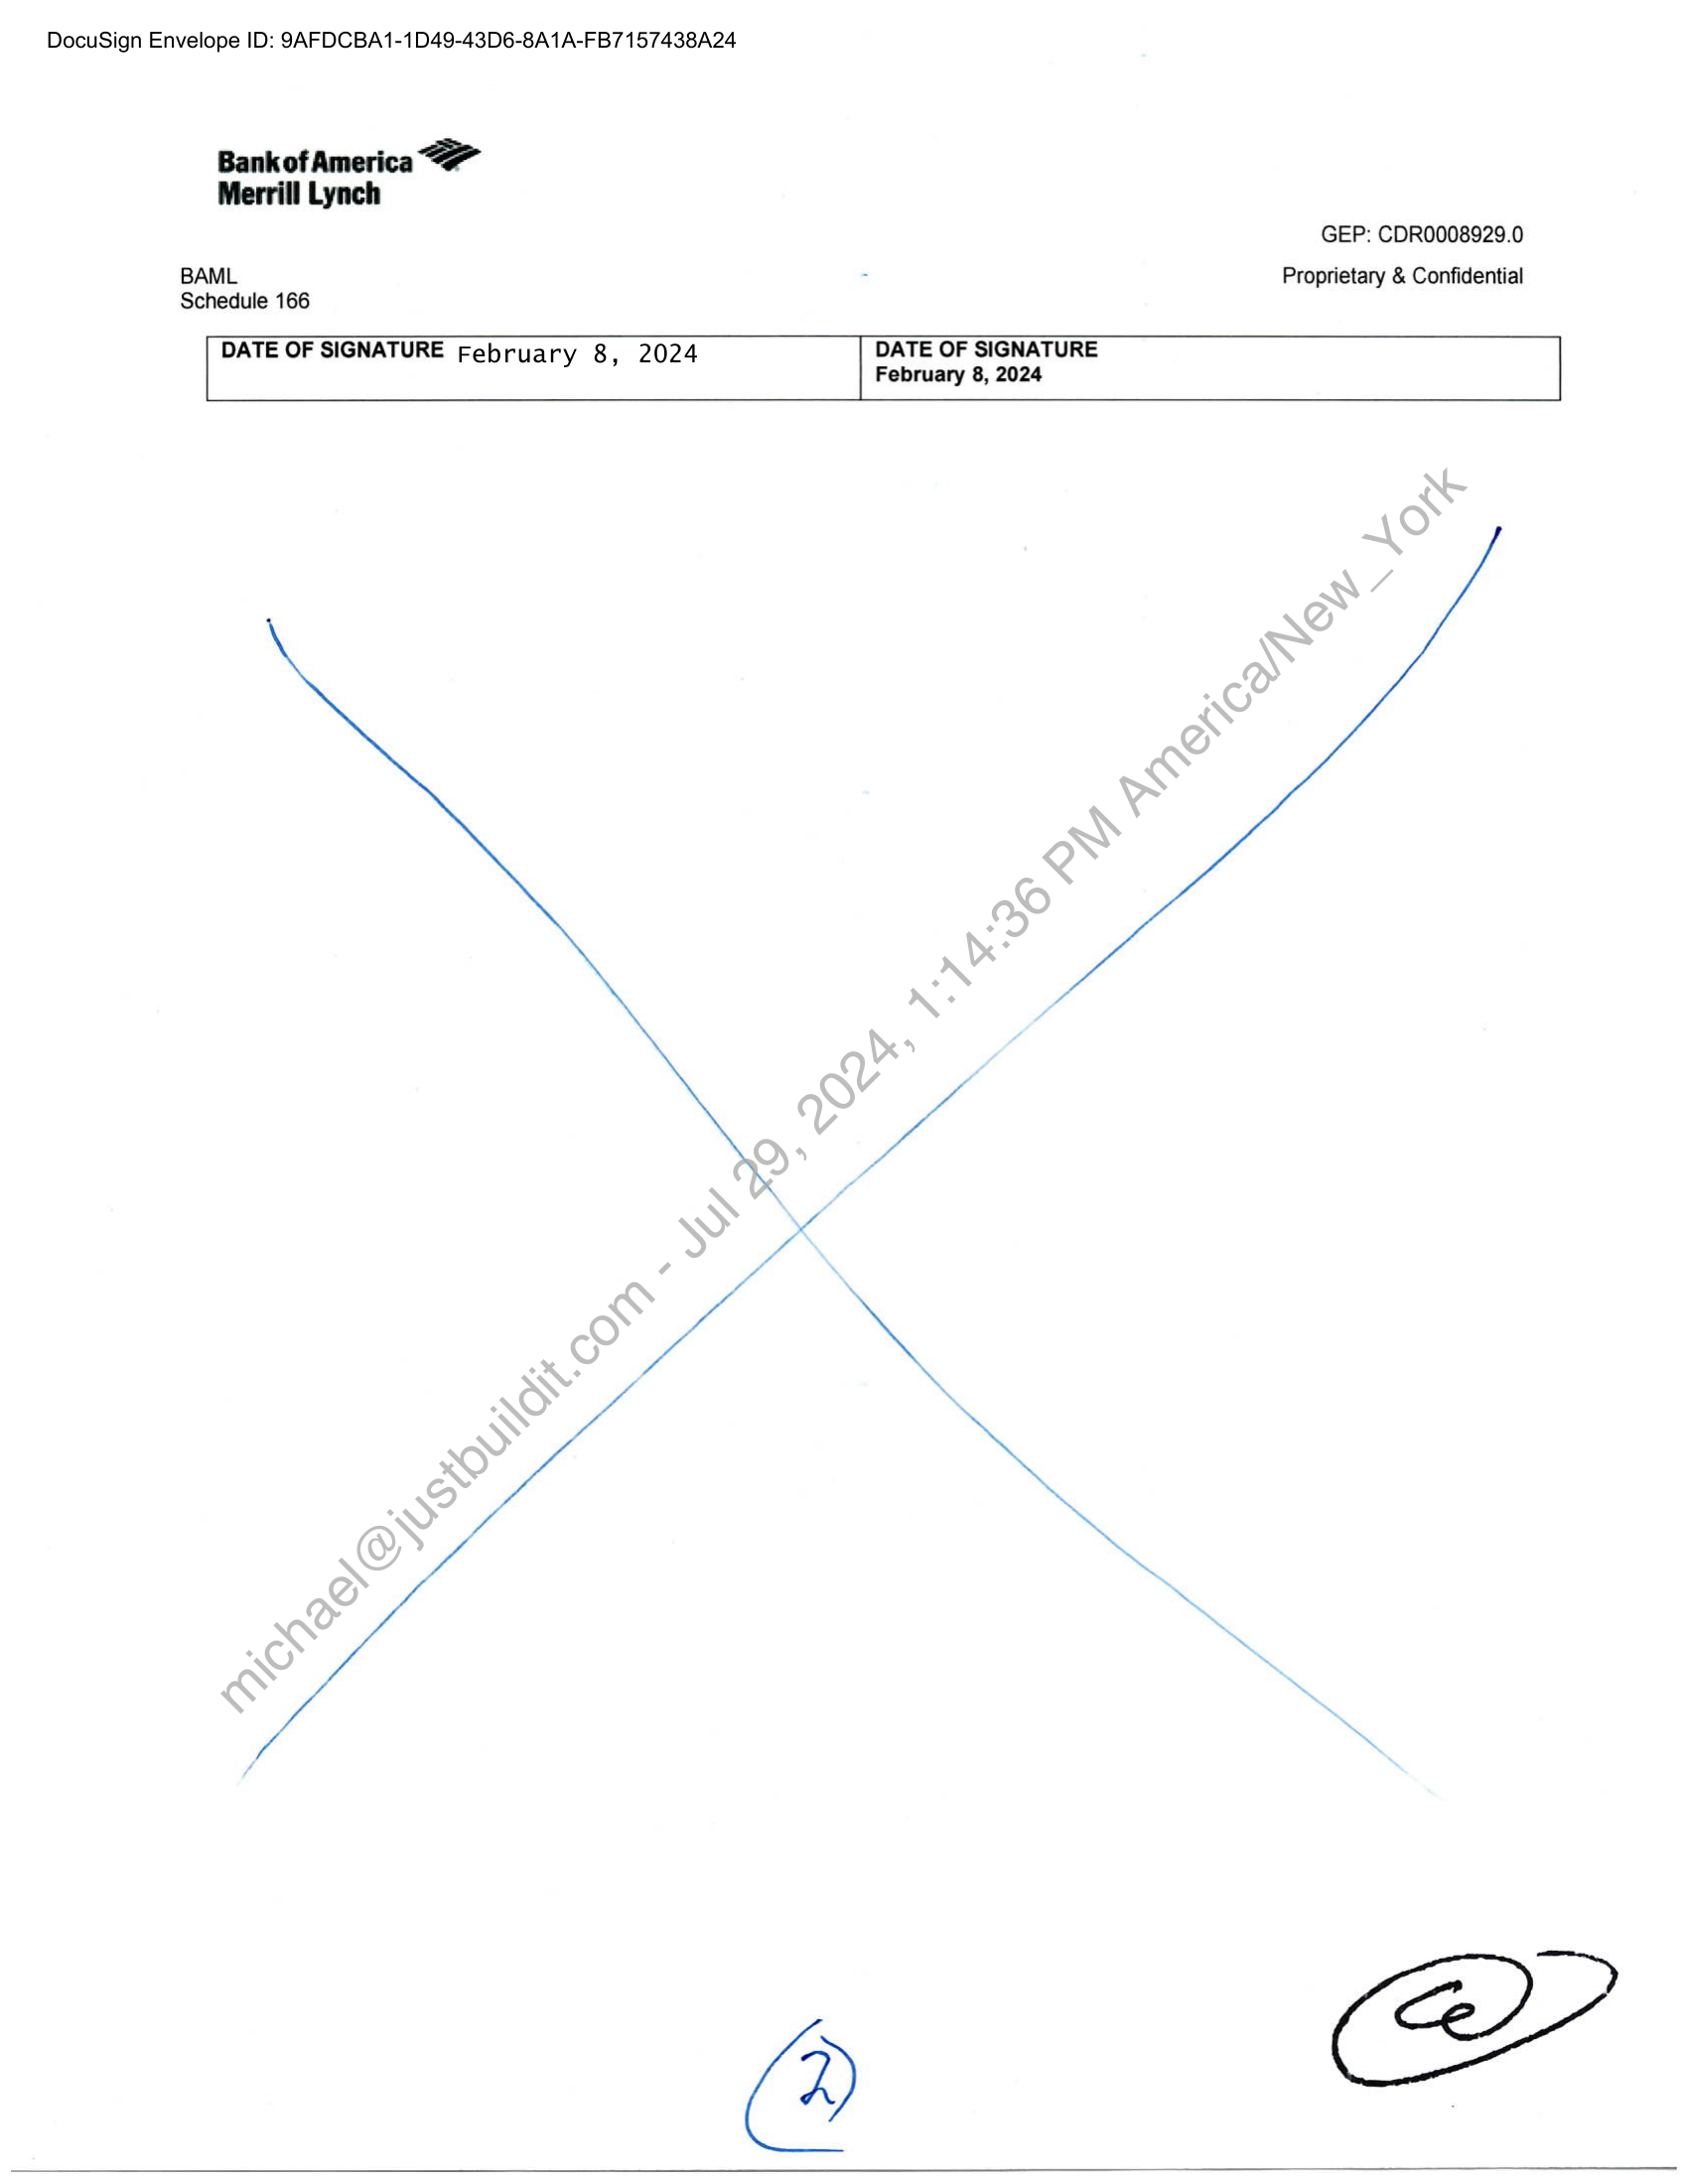 DocuSign Envelope ID: 9AFDCBA1-1D49-43D6-8A1A-FB7157438A24
Bank of America
Merrill Lynch
GEP: CDR0008929.0
BAML
Proprietary & Confidential
Schedule 166
DATE OF SIGNATURE February 8, 2024
DATE OF SIGNATURE
February 8, 2024
michael@justbuildit.com - Jul 29, 2024, 1:14:36 PM America/New_York
2